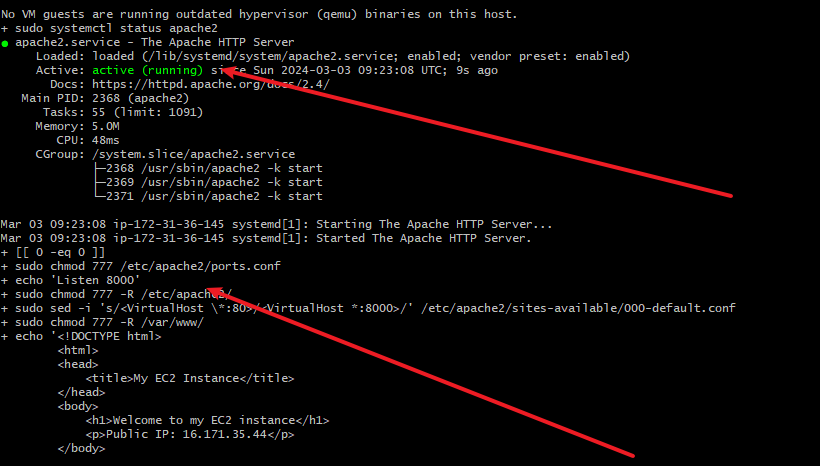 No VM guests are running outdated hypervisor (qemu) binaries on this host.
+ sudo systemctl status apache2
● apache2.service - The Apache HTTP Server
Loaded: loaded (/lib/systemd/system/apache2.service; enabled; vendor preset: enabled)
Active: active (running) since Sun 2024-03-03 09:23:08 UTC; 9s ago
Docs: https://httpd.apache.org/docs/2.4/
Main PID: 2368 (apache2)
Tasks: 55 (limit: 1091)
Memory: 5.0M
CPU: 48ms
CGroup: /system.slice/apache2.service
├─2368 /usr/sbin/apache2 -k start
├─2369 /usr/sbin/apache2 -k start
└─2371 /usr/sbin/apache2 -k start
Mar 03 09:23:08 ip-172-31-36-145 systemd[1]: Starting The Apache HTTP Server...
Mar 03 09:23:08 ip-172-31-36-145 systemd[1]: Started The Apache HTTP Server.
+ [[ 0 -eq 0 ]]
+ sudo chmod 777 /etc/apache2/ports.conf
+ echo 'Listen 8000'
+ sudo chmod 777 -R /etc/apache2/
+ sudo sed -i 's/<VirtualHost \*:80>/<VirtualHost *:8000>/' /etc/apache2/sites-available/000-default.conf
+ sudo chmod 777 -R /var/www/
+ echo '<!DOCTYPE html>
<html>
<head>
<title>My EC2 Instance</title>
</head>
<body>
<h1>Welcome to my EC2 instance</h1>
<p>Public IP: 16.171.35.44</p>
</body>